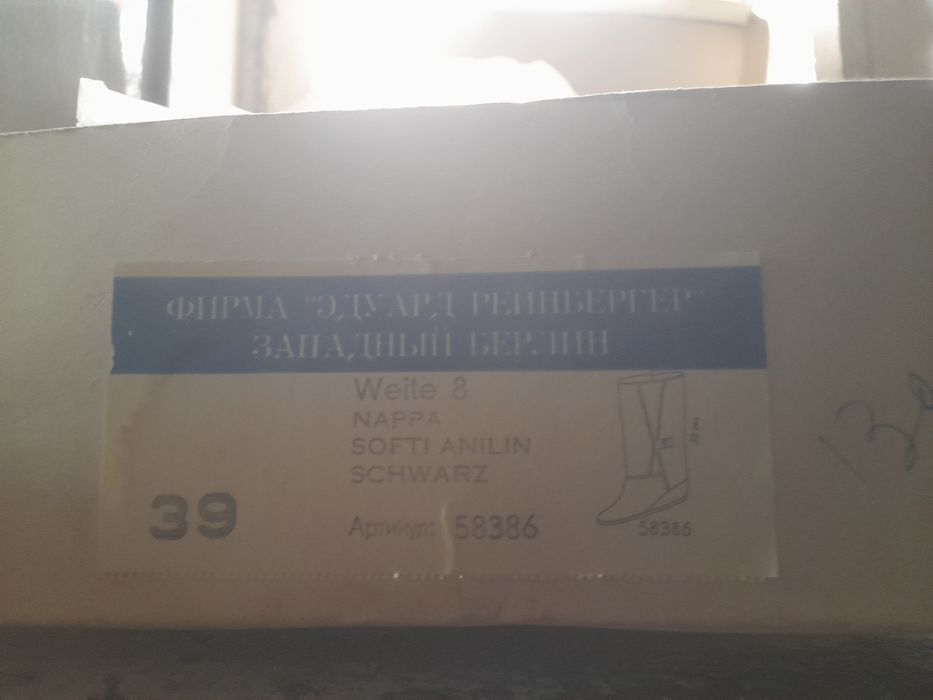 ФИРМА "ЭДУАРД РЕЙНБЕРГЕР"
ЗАПАДНЫЙ БЕРЛИН
Weite 8
NAPPA
SOFTI ANILIN
SCHWARZ
39
Артикул: 58386
58386